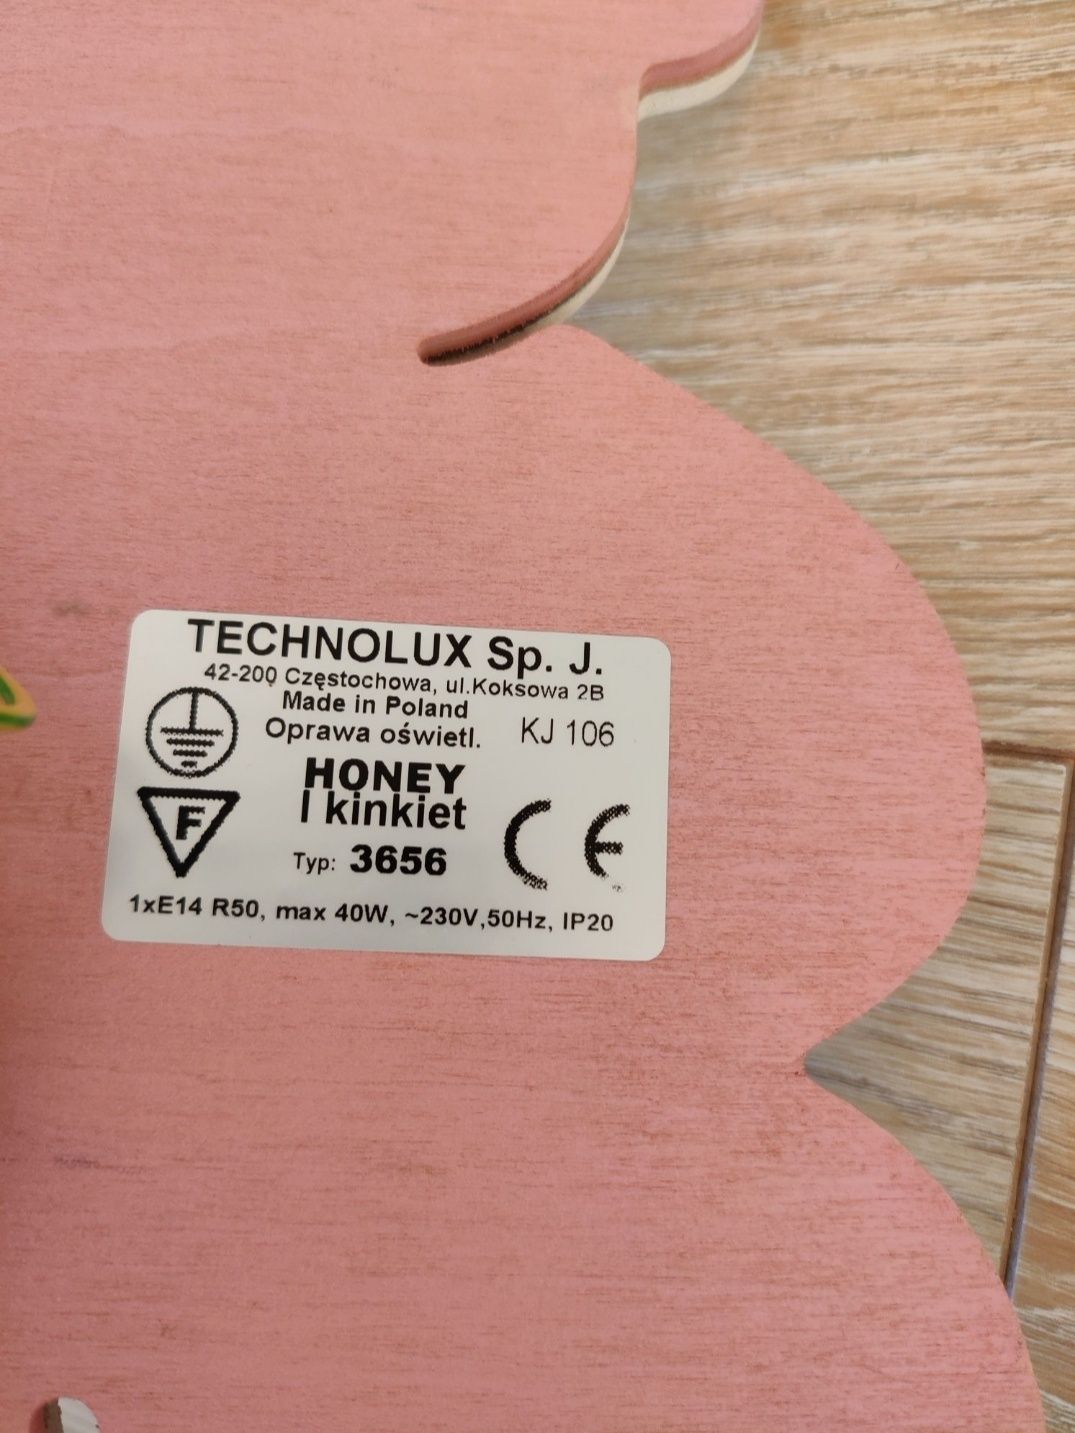 TECHNOLUX Sp. J.
42-200 Częstochowa, ul.Koksowa 2B
Made in Poland
Oprawa oświetl. KJ 106
HONEY
I kinkiet
F
CE
Typ: 3656
1xE14 R50, max 40W, ~230V,50Hz, IP20